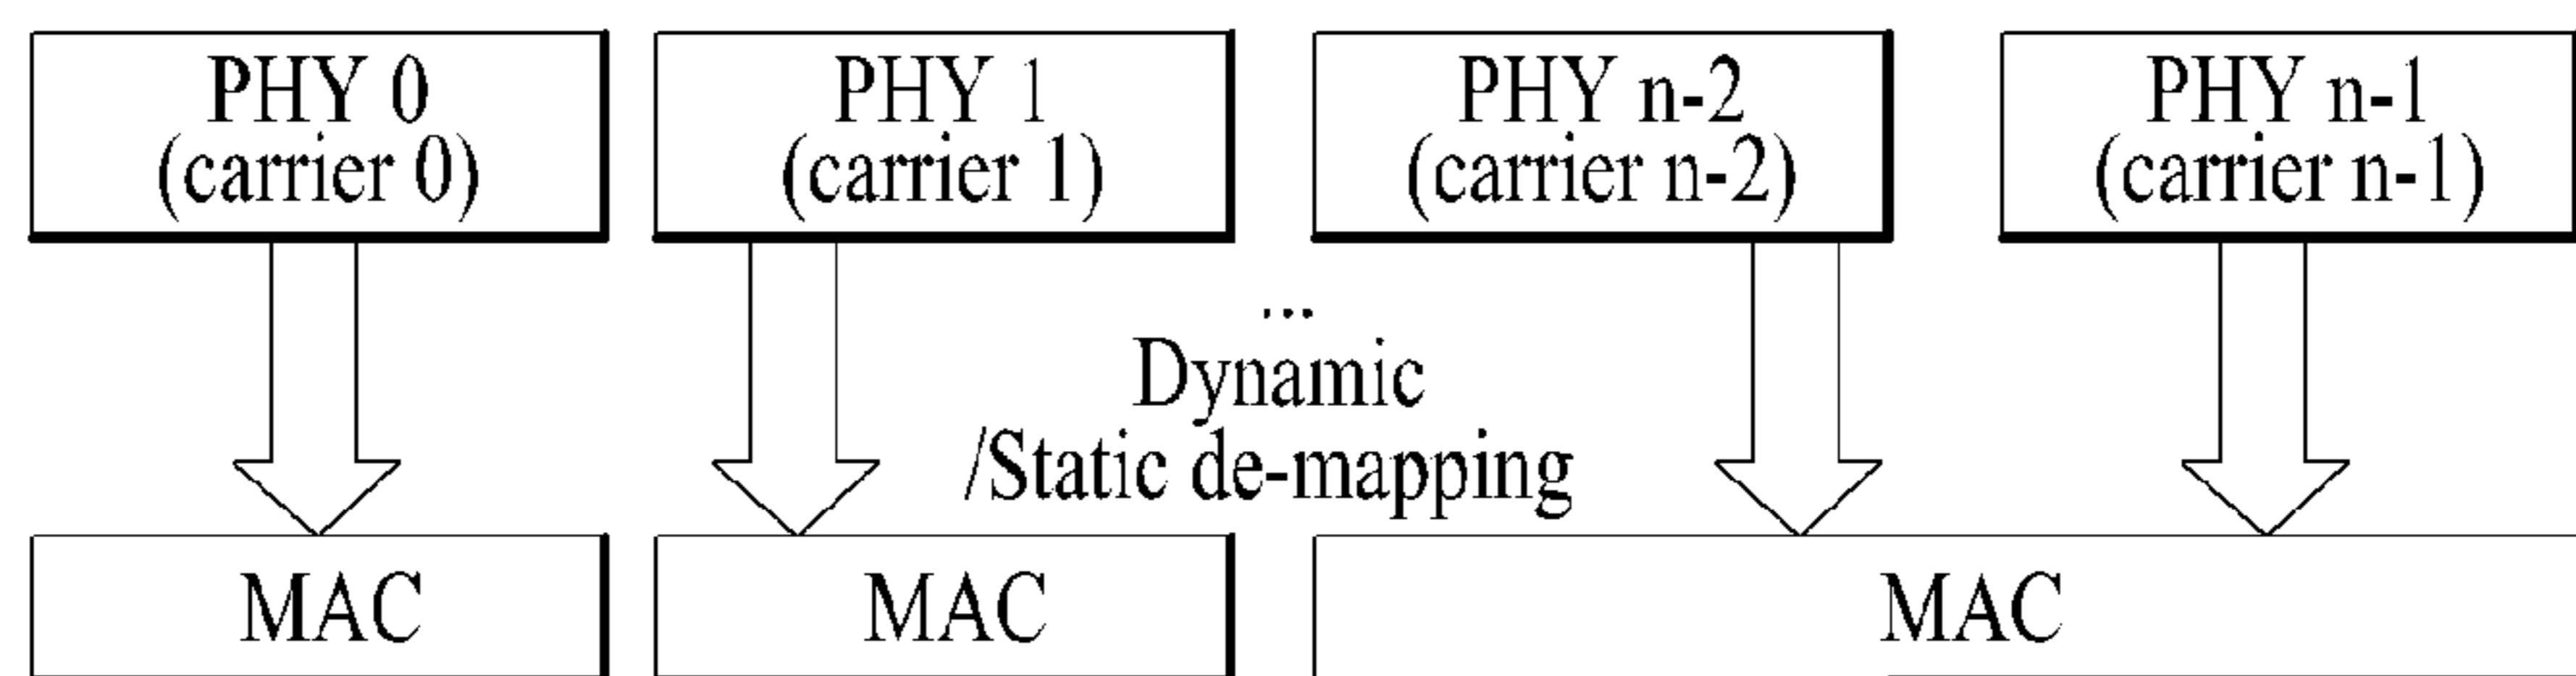 PHY 0
(carrier 0)
PHY 1
(carrier 1)
PHY n-2
(carrier n-2)
PHY n-1
(carrier n-1)
...
Dynamic
/Static de-mapping
MAC
MAC
MAC